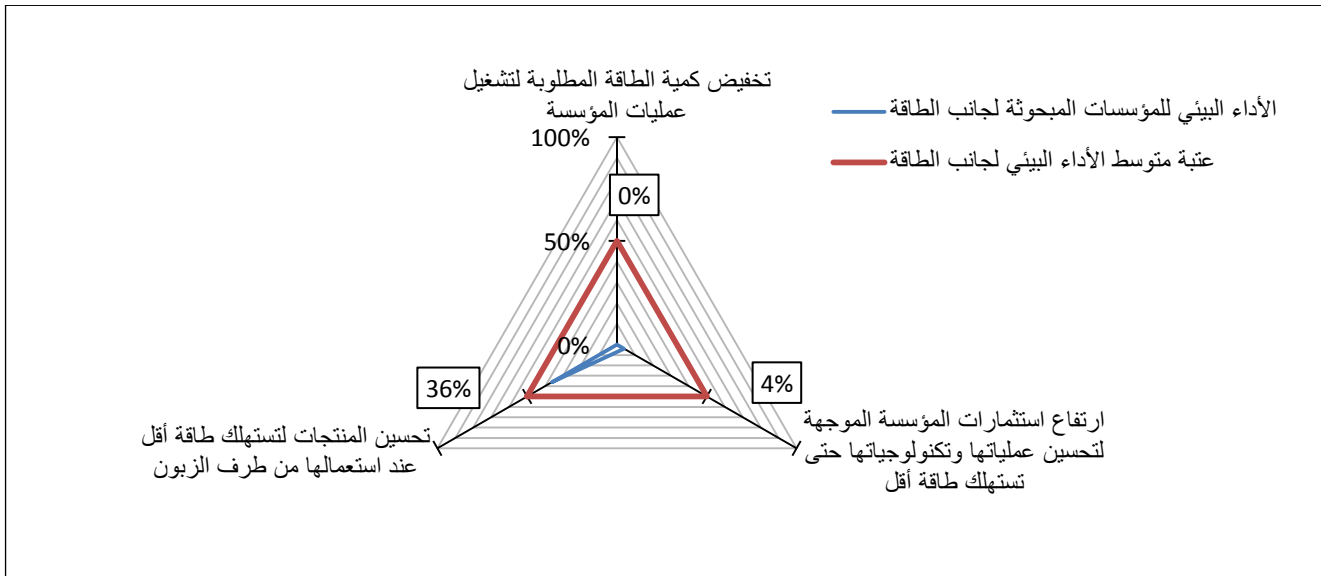 تخفيض كمية الطاقة المطلوبة لتشغيل
عمليات المؤسسة
الأداء البيئي للمؤسسات المبحوثة لجانب الطاقة
عتبة متوسط الأداء البيئي لجانب الطاقة
100%
0%
50%
0%
36%
4%
تحسين المنتجات لتستهلك طاقة أقل
عند استعمالها من طرف الزبون
ارتفاع استثمارات المؤسسة الموجهة
لتحسين عملياتها وتكنولوجياتها حتى
تستهلك طاقة أقل